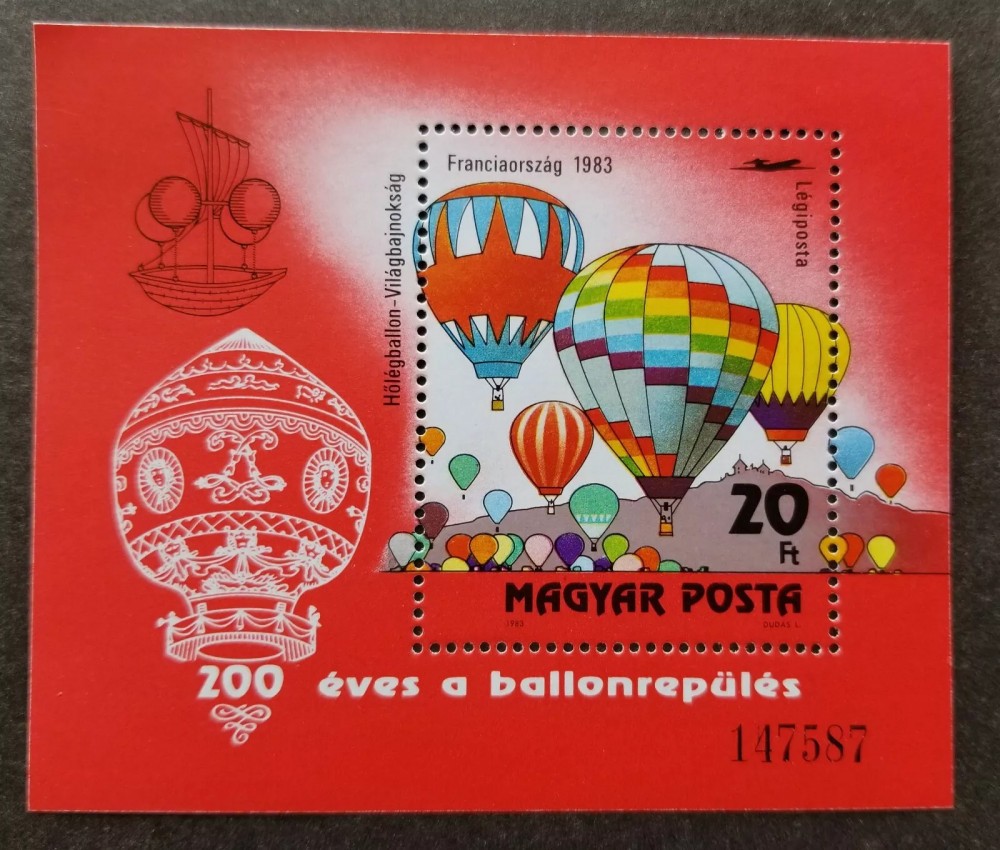 Franciaország 1983
Légiposta
Hőlégballon-Világbajnokság
20
Ft
MAGYAR POSTA
1983
DUDÁS L.
200 éves a ballonrepülés
147587